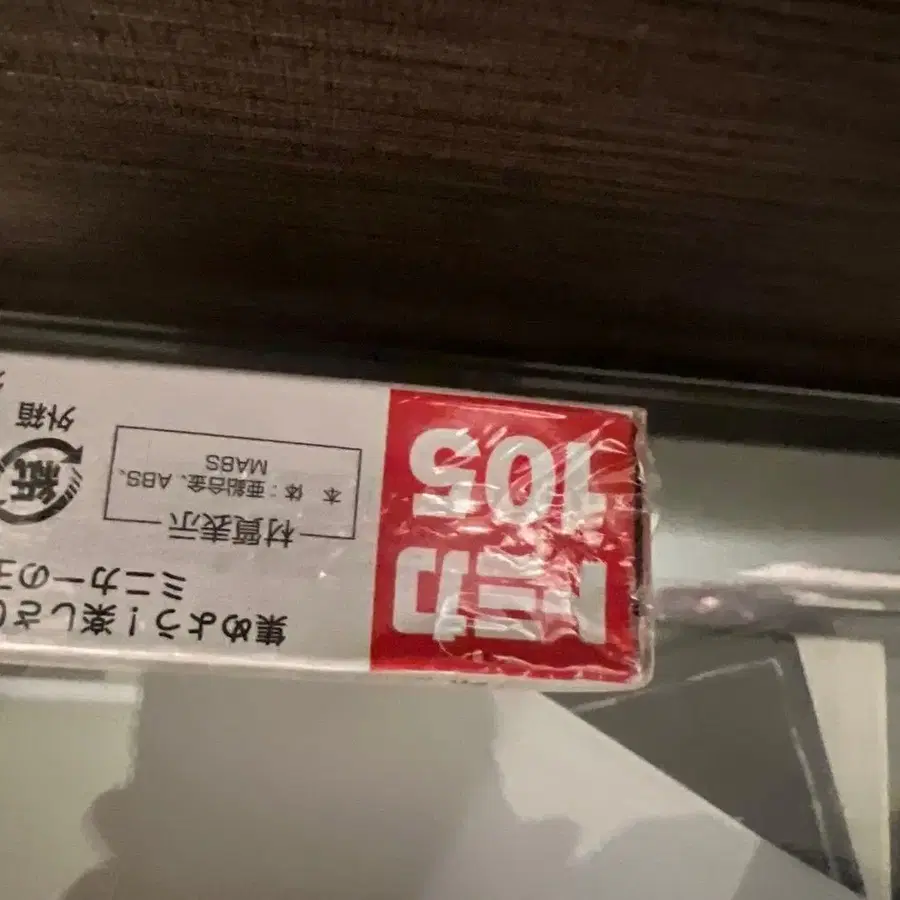 トミカ
105
集めよう!楽しさ
ミニカーの
材質表示
本 体:亜鉛合金、ABS、
MABS
紙
外箱